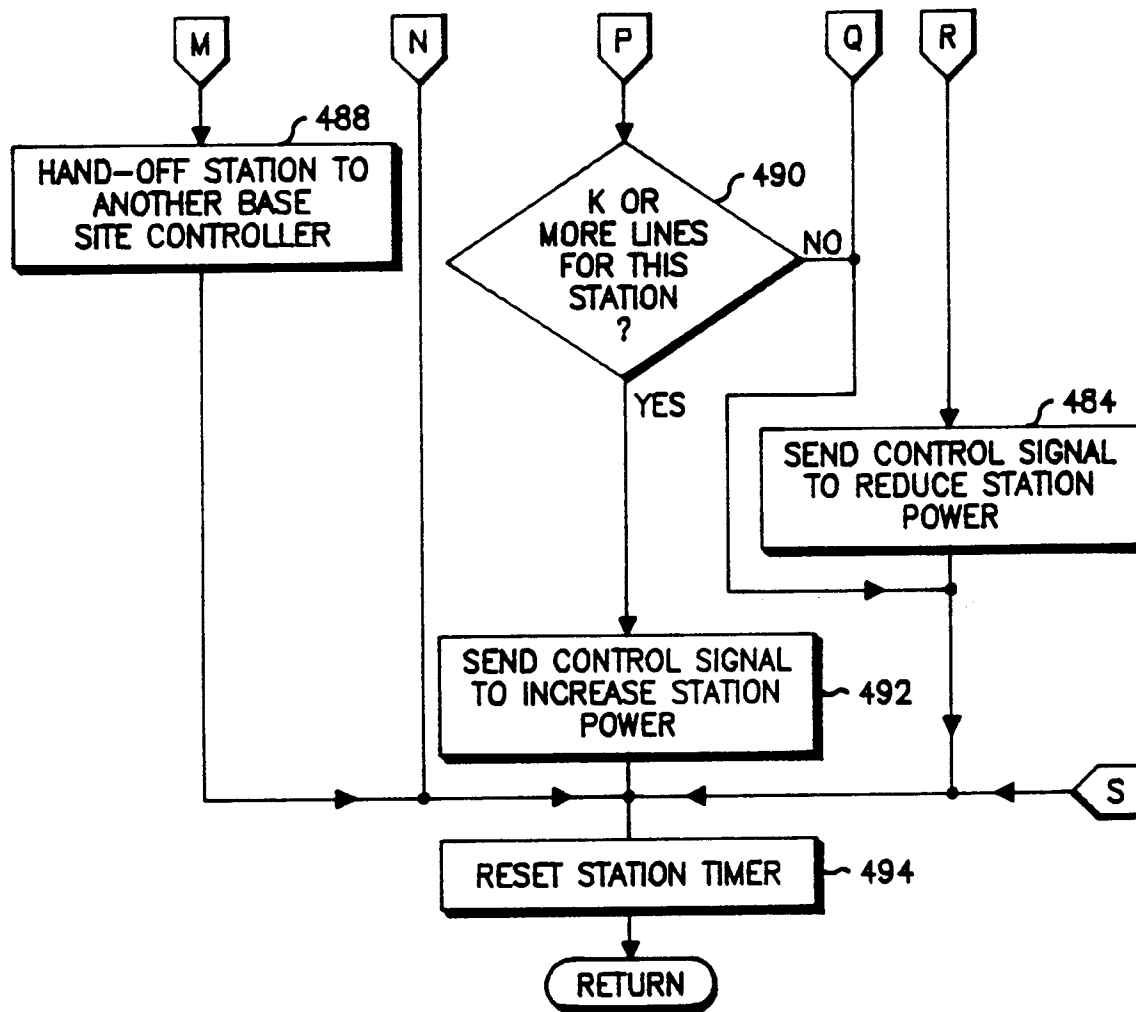 M
N
P
Q
R
488
HAND-OFF STATION TO
ANOTHER BASE
SITE CONTROLLER
490
K OR
MORE LINES
FOR THIS
STATION
?
NO
YES
484
SEND CONTROL SIGNAL
TO REDUCE STATION
POWER
SEND CONTROL SIGNAL
TO INCREASE STATION
POWER
492
S
RESET STATION TIMER
494
RETURN